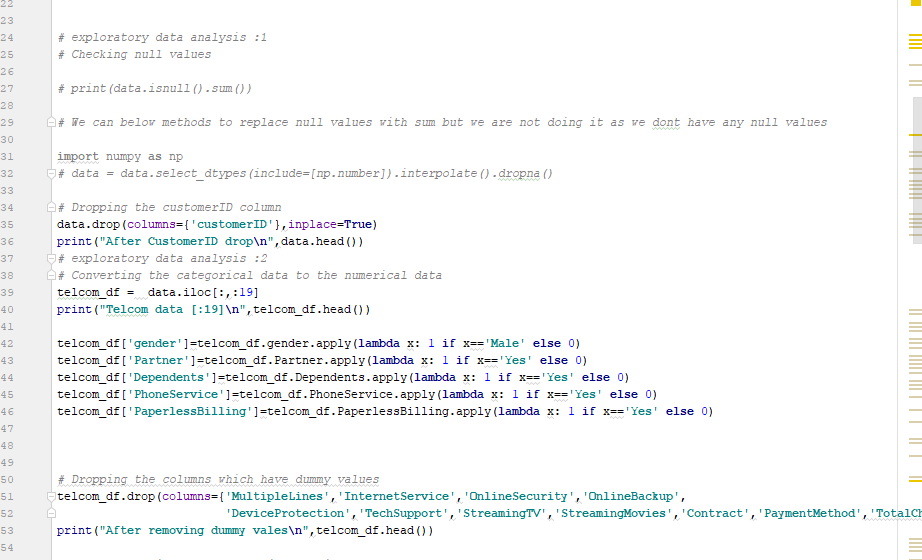 22
23
24 # exploratory data analysis :1
25 # Checking null values
26
27 # print(data.isnull().sum())
28
29 # We can below methods to replace null values with sum but we are not doing it as we dont have any null values
30
31 import numpy as np
32 # data = data.select_dtypes(include=[np.number]).interpolate().dropna()
33
34 # Dropping the customerID column
35 data.drop(columns={'customerID'},inplace=True)
36 print("After CustomerID drop\n",data.head())
37 # exploratory data analysis :2
38 # Converting the categorical data to the numerical data
39 telcom_df =  data.iloc[:,:19]
40 print("Telcom data [:19]\n",telcom_df.head())
41
42 telcom_df['gender']=telcom_df.gender.apply(lambda x: 1 if x=='Male' else 0)
43 telcom_df['Partner']=telcom_df.Partner.apply(lambda x: 1 if x=='Yes' else 0)
44 telcom_df['Dependents']=telcom_df.Dependents.apply(lambda x: 1 if x=='Yes' else 0)
45 telcom_df['PhoneService']=telcom_df.PhoneService.apply(lambda x: 1 if x=='Yes' else 0)
46 telcom_df['PaperlessBilling']=telcom_df.PaperlessBilling.apply(lambda x: 1 if x=='Yes' else 0)
47
48
49
50 # Dropping the columns which have dummy values
51 telcom_df.drop(columns={'MultipleLines','InternetService','OnlineSecurity','OnlineBackup',
52 'DeviceProtection','TechSupport','StreamingTV','StreamingMovies','Contract','PaymentMethod','TotalCh
53 print("After removing dummy vales\n",telcom_df.head())
54